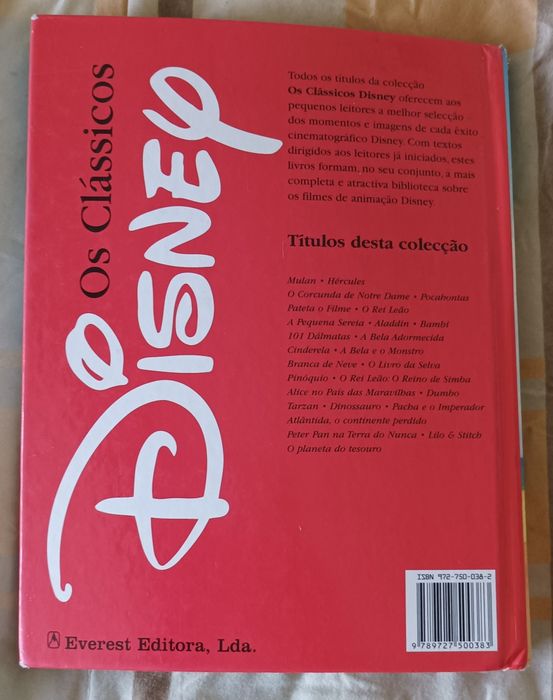 Os Clássicos
Disney
Todos os títulos da colecção
Os Clássicos Disney oferecem aos
pequenos leitores a melhor selecção
dos momentos e imagens de cada êxito
cinematográfico Disney. Com textos
dirigidos aos leitores já iniciados, estes
livros formam, no seu conjunto, a mais
completa e atractiva biblioteca sobre
os filmes de animação Disney.
Títulos desta colecção
Mulan • Hércules
O Corcunda de Notre Dame • Pocahontas
Pateta o Filme • O Rei Leão
A Pequena Sereia • Aladdin • Bambi
101 Dálmatas • A Bela Adormecida
Cinderela • A Bela e o Monstro
Branca de Neve • O Livro da Selva
Pinóquio • O Rei Leão: O Reino de Simba
Alice no País das Maravilhas • Dumbo
Tarzan • Dinossauro • Pacha e o Imperador
Atlântida, o continente perdido
Peter Pan na Terra do Nunca • Lilo & Stitch
O planeta do tesouro
ISBN 972-750-038-2
9 789727 500383
Everest Editora, Lda.